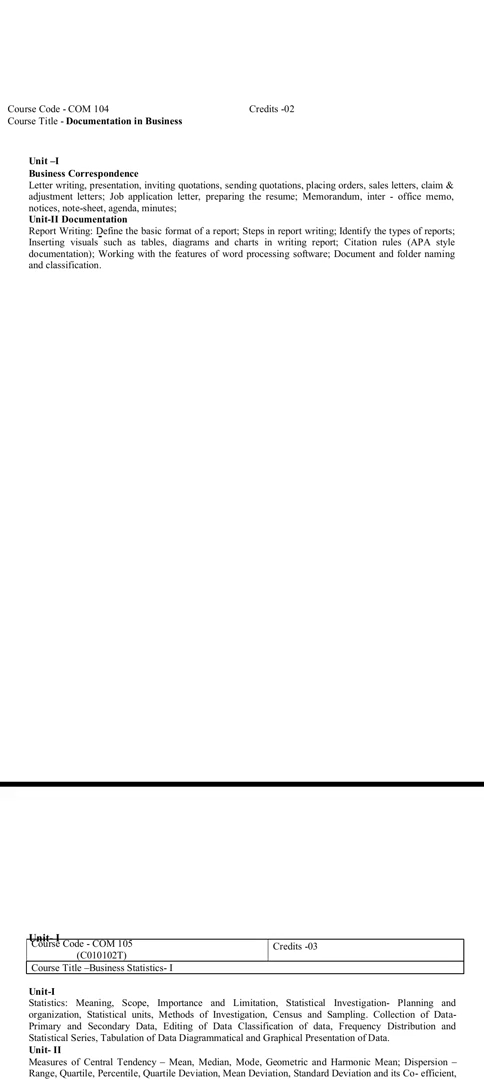 Course Code - COM 104 Credits -02
Course Title - Documentation in Business
Unit –I
Business Correspondence
Letter writing, presentation, inviting quotations, sending quotations, placing orders, sales letters, claim &
adjustment letters; Job application letter, preparing the resume; Memorandum, inter - office memo,
notices, note-sheet, agenda, minutes;
Unit-II Documentation
Report Writing: Define the basic format of a report; Steps in report writing; Identify the types of reports;
Inserting visuals such as tables, diagrams and charts in writing report; Citation rules (APA style
documentation); Working with the features of word processing software; Document and folder naming
and classification.
Unit- I
Course Code - COM 105 Credits -03
(C010102T)
Course Title –Business Statistics- I
Unit-I
Statistics: Meaning, Scope, Importance and Limitation, Statistical Investigation- Planning and
organization, Statistical units, Methods of Investigation, Census and Sampling. Collection of Data-
Primary and Secondary Data, Editing of Data Classification of data, Frequency Distribution and
Statistical Series, Tabulation of Data Diagrammatical and Graphical Presentation of Data.
Unit- II
Measures of Central Tendency – Mean, Median, Mode, Geometric and Harmonic Mean; Dispersion –
Range, Quartile, Percentile, Quartile Deviation, Mean Deviation, Standard Deviation and its Co- efficient,